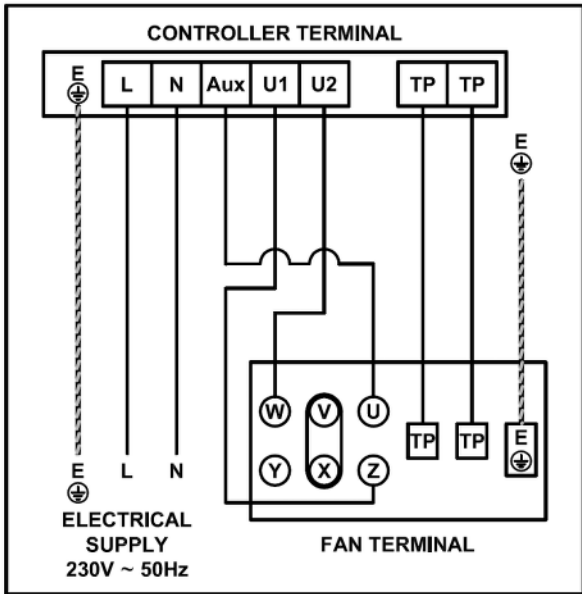 CONTROLLER TERMINAL
E L N Aux U1 U2 TP TP
E
W V U
TP TP E
Y X Z
E L N
ELECTRICAL
SUPPLY
230V ~ 50Hz
FAN TERMINAL